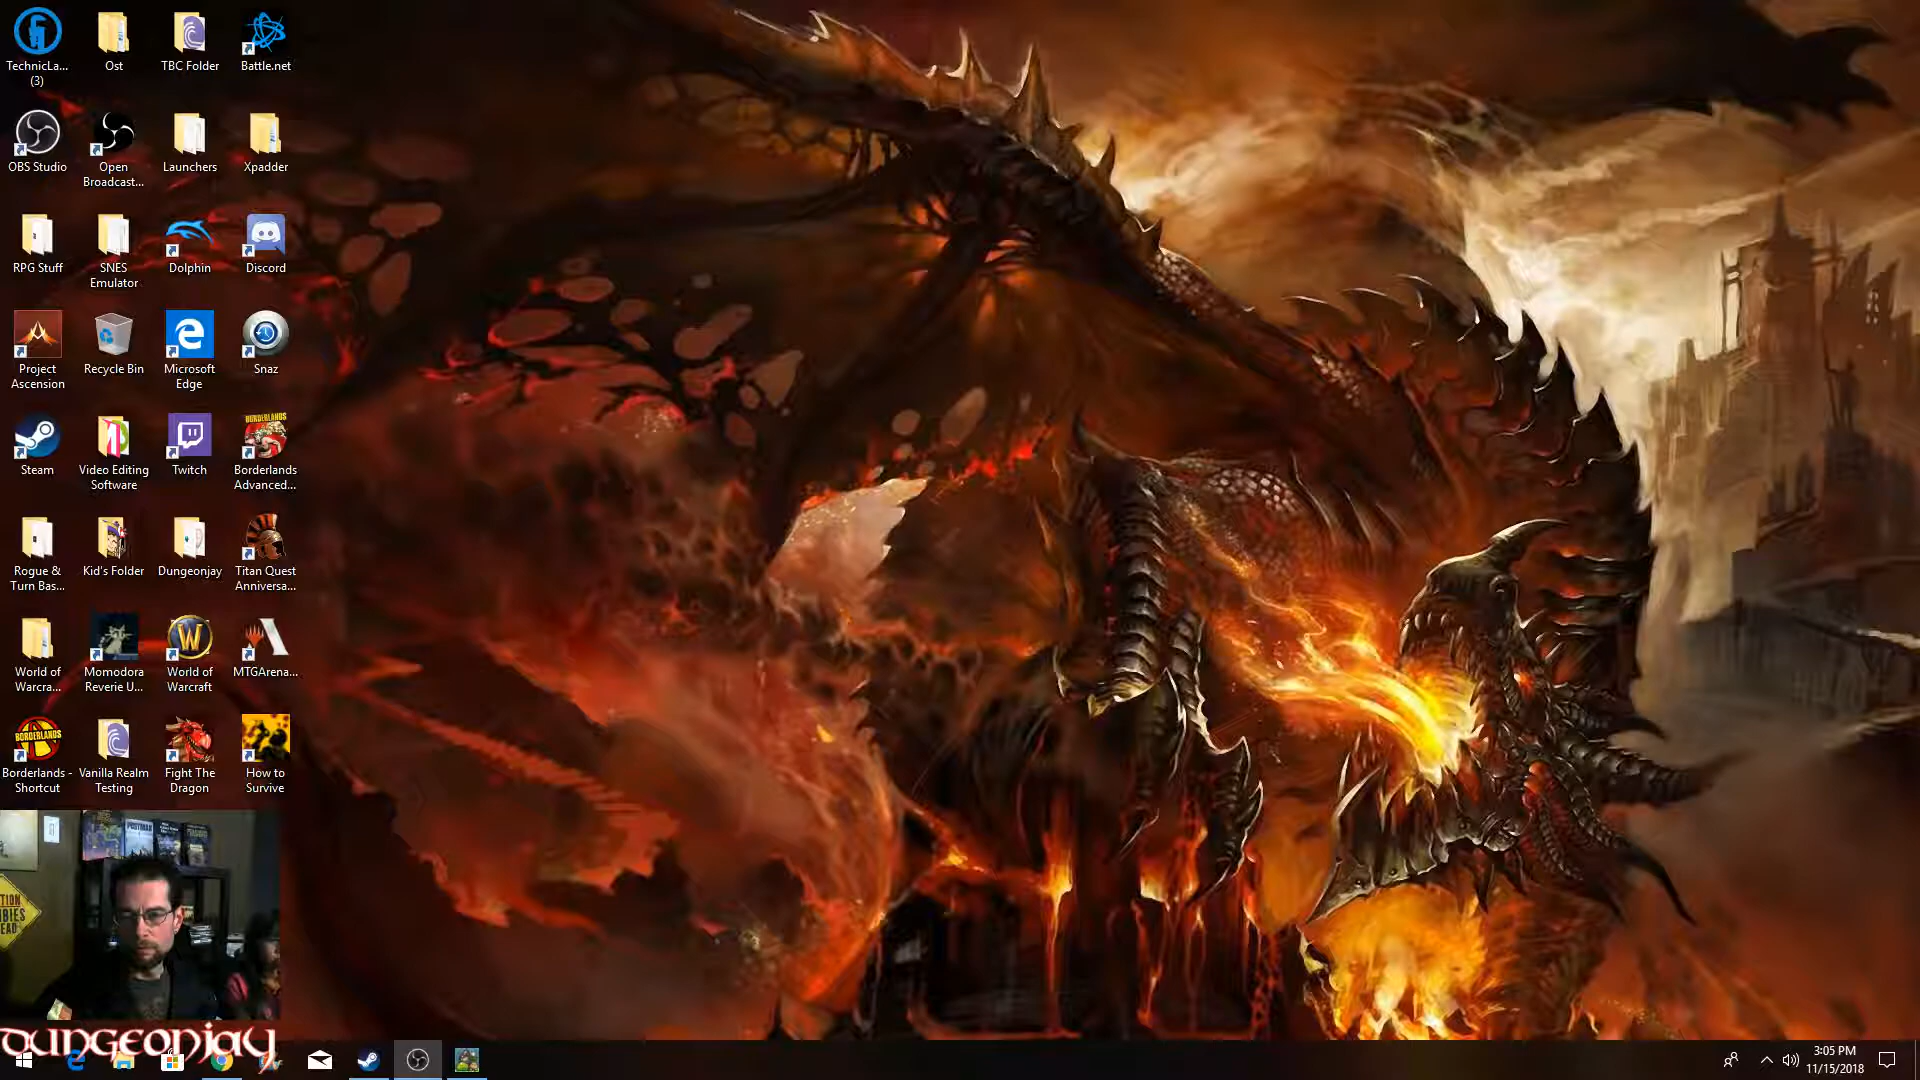 TechnicLa...
(3)
Ost
TBC Folder
Battle.net
OBS Studio
Open
Broadcast...
Launchers
Xpadder
RPG Stuff
SNES
Emulator
Dolphin
Discord
Project
Ascension
Recycle Bin
Microsoft
Edge
Snaz
Steam
Video Editing
Software
Twitch
BORDERLANDS
Borderlands
Advanced...
Rogue &
Turn Bas...
Kid's Folder
Dungeonjay
Titan Quest
Anniversa...
World of
Warcra...
Momodora
Reverie U...
World of
Warcraft
MTGArena...
BORDERLANDS
Borderlands -
Shortcut
Vanilla Realm
Testing
Fight The
Dragon
How to
Survive
DUNGEONJAY
3:05 PM
11/15/2018